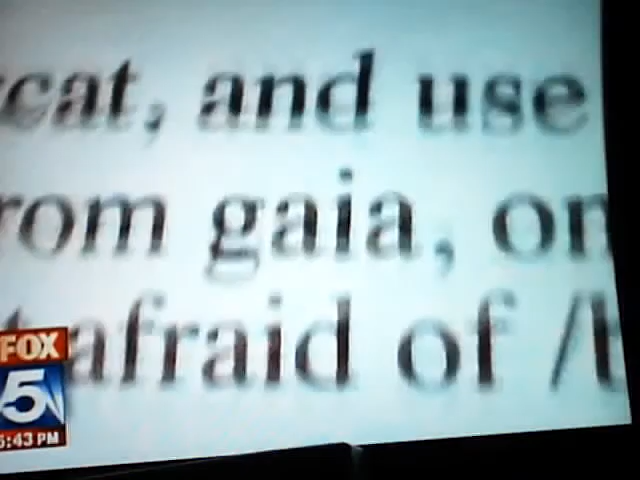 cat, and use
rom gaia, on
afraid of /b
FOX
5
5:43 PM